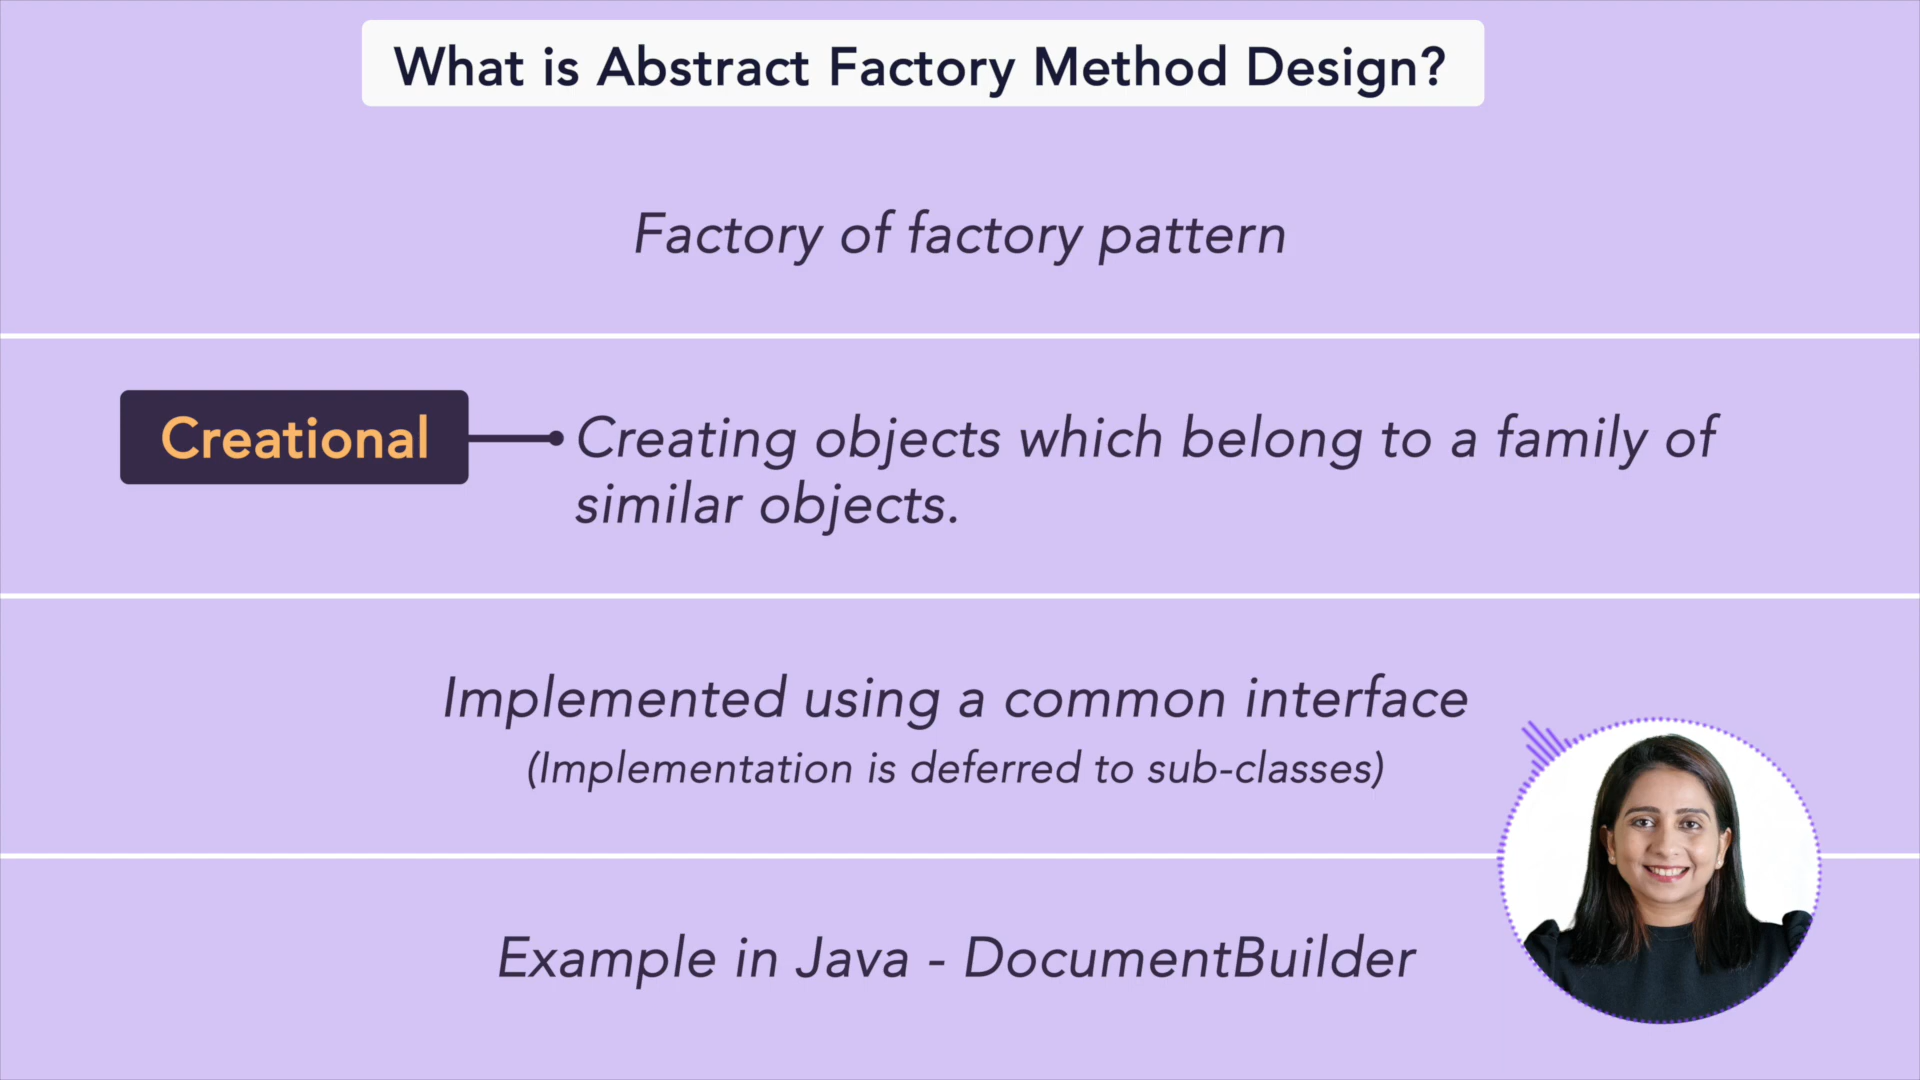 What is Abstract Factory Method Design?
Factory of factory pattern
Creational
Creating objects which belong to a family of
similar objects.
Implemented using a common interface
(Implementation is deferred to sub-classes)
Example in Java - DocumentBuilder